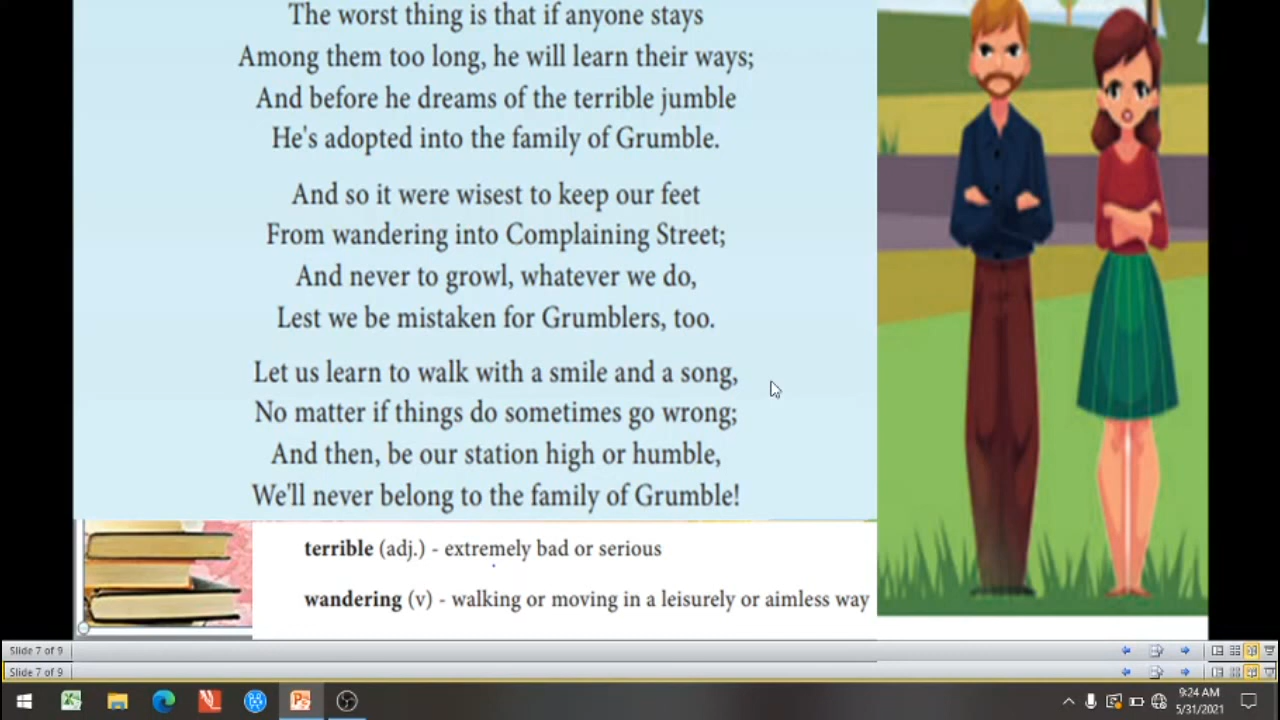 The worst thing is that if anyone stays
Among them too long, he will learn their ways;
And before he dreams of the terrible jumble
He's adopted into the family of Grumble.
And so it were wisest to keep our feet
From wandering into Complaining Street;
And never to growl, whatever we do,
Lest we be mistaken for Grumblers, too.
Let us learn to walk with a smile and a song,
No matter if things do sometimes go wrong;
And then, be our station high or humble,
We'll never belong to the family of Grumble!
terrible (adj.) - extremely bad or serious
wandering (v) - walking or moving in a leisurely or aimless way
Slide 7 of 9
Slide 7 of 9
9:24 AM
5/31/2021